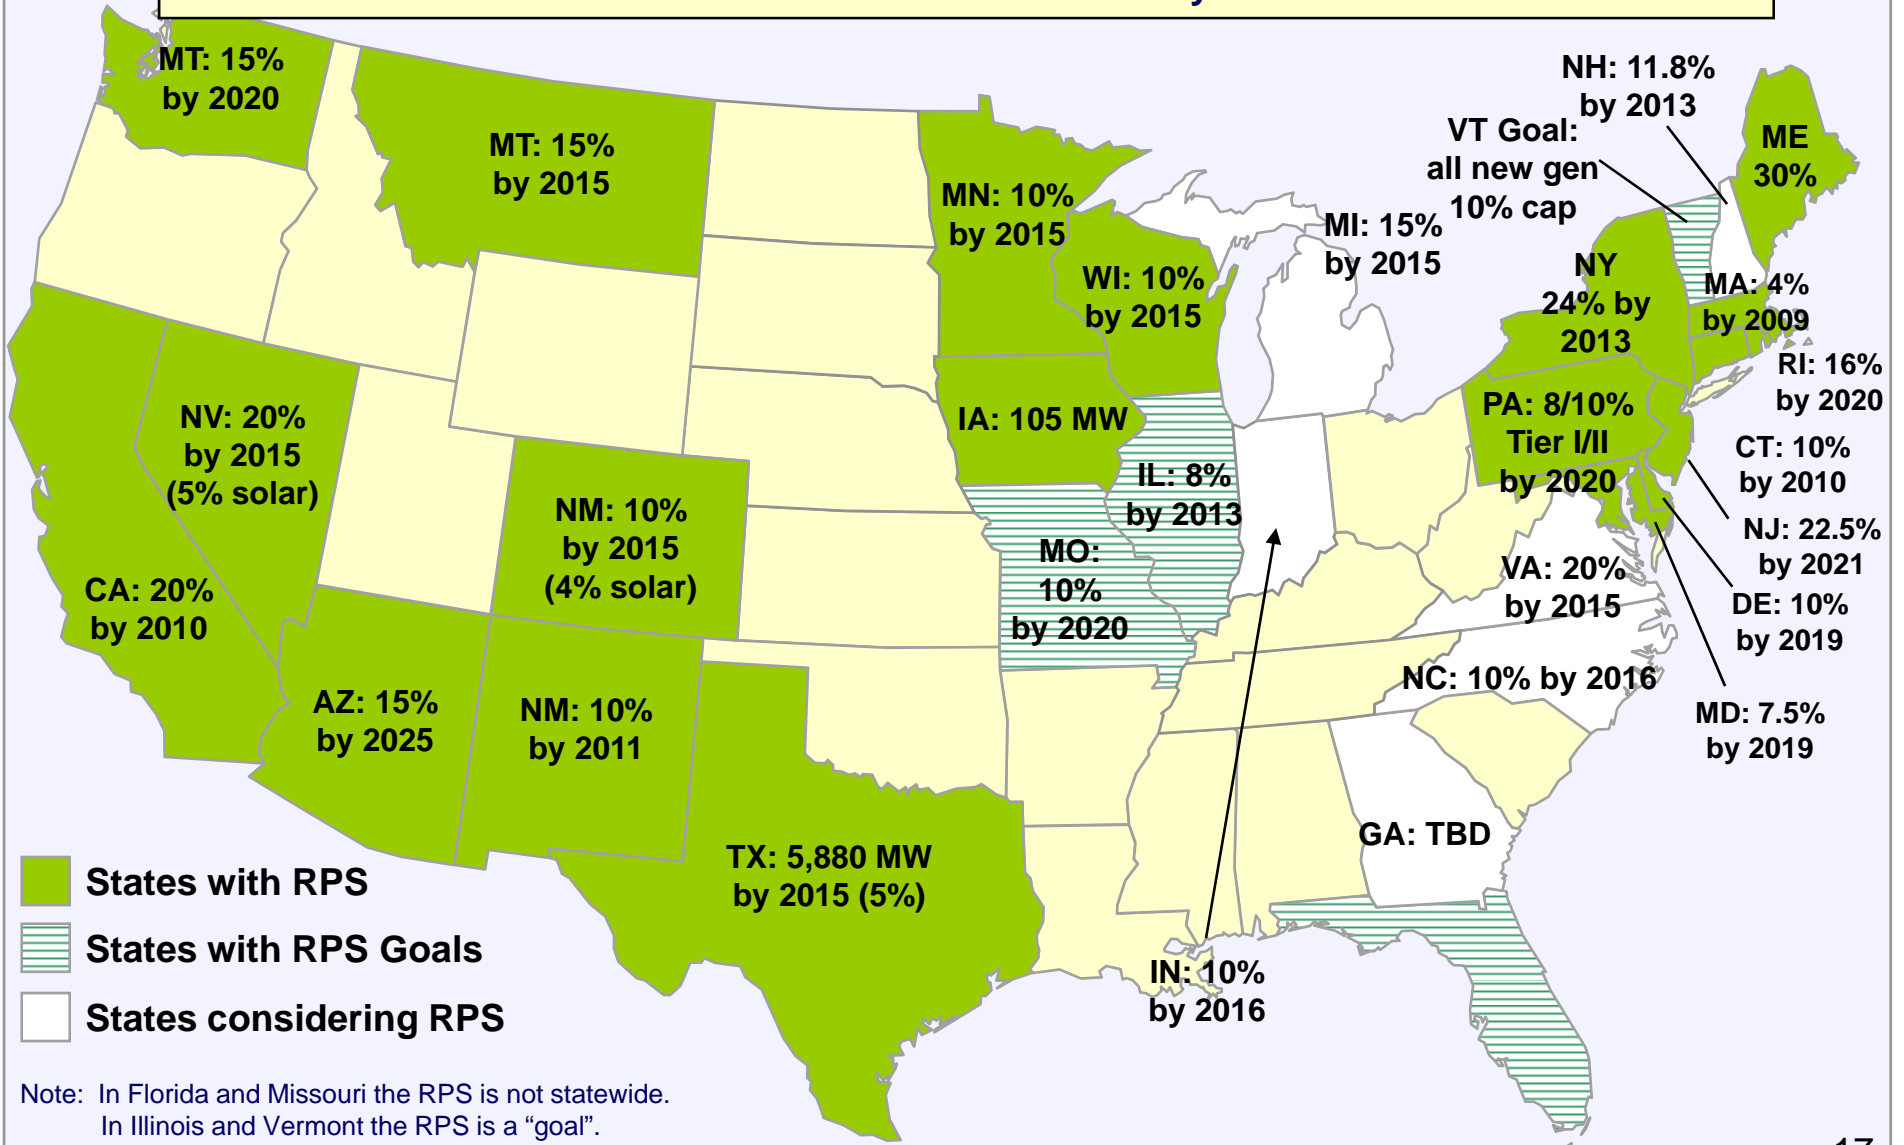 MT: 15%
by 2020
MT: 15%
by 2015
MN: 10%
by 2015
WI: 10%
by 2015
MI: 15%
by 2015
VT Goal:
all new gen
10% cap
NH: 11.8%
by 2013
ME
30%
NY
24% by
2013
MA: 4%
by 2009
RI: 16%
by 2020
CT: 10%
by 2010
NJ: 22.5%
by 2021
DE: 10%
by 2019
MD: 7.5%
by 2019
PA: 8/10%
Tier I/II
by 2020
NV: 20%
by 2015
(5% solar)
CA: 20%
by 2010
NM: 10%
by 2015
(4% solar)
IA: 105 MW
IL: 8%
by 2013
MO:
10%
by 2020
VA: 20%
by 2015
NC: 10% by 2016
AZ: 15%
by 2025
NM: 10%
by 2011
TX: 5,880 MW
by 2015 (5%)
GA: TBD
IN: 10%
by 2016
States with RPS
States with RPS Goals
States considering RPS
Note: In Florida and Missouri the RPS is not statewide.
In Illinois and Vermont the RPS is a “goal”.